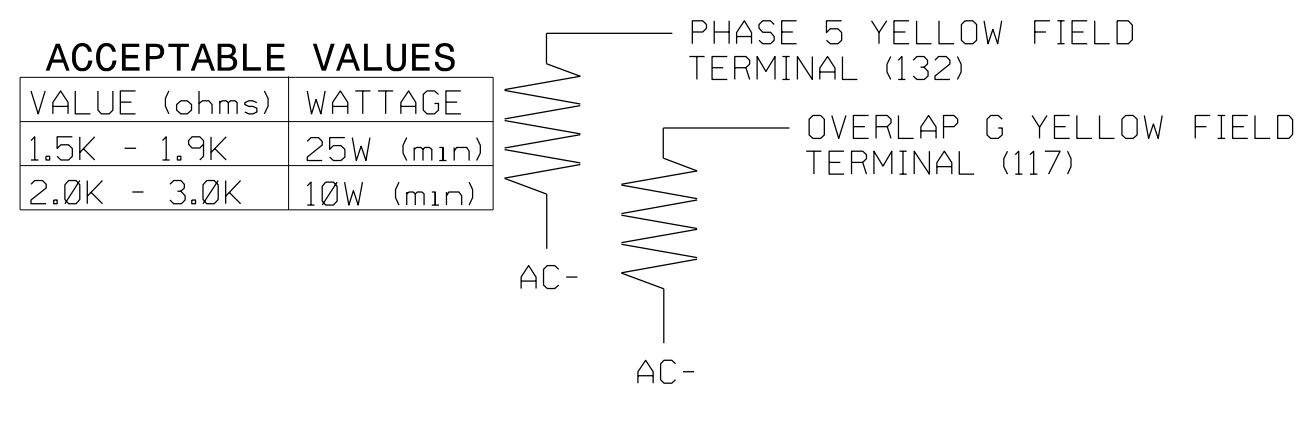 ACCEPTABLE VALUES
VALUE (ohms) WATTAGE
1.5K - 1.9K 25W (min)
2.0K - 3.0K 10W (min)
PHASE 5 YELLOW FIELD
TERMINAL (132)
AC-
OVERLAP G YELLOW FIELD
TERMINAL (117)
AC-